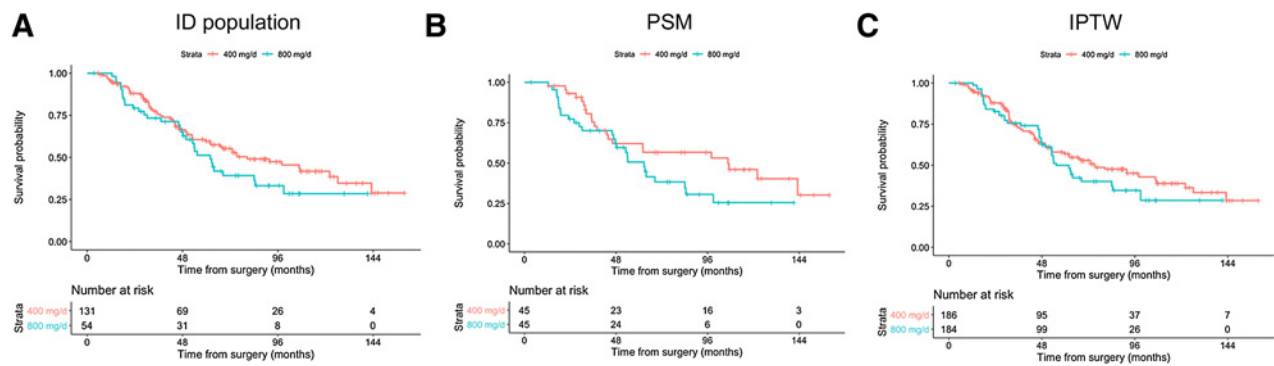 A ID population
Strata 400 mg/d 800 mg/d
Survival probability
1.00
0.75
0.50
0.25
0.00
0 48 96 144
Time from surgery (months)
Number at risk
Strata
400 mg/d 131 69 26 4
800 mg/d 54 31 8 0
0 48 96 144
Time from surgery (months)
B PSM
Strata 400 mg/d 800 mg/d
Survival probability
1.00
0.75
0.50
0.25
0.00
0 48 96 144
Time from surgery (months)
Number at risk
Strata
400 mg/d 45 23 16 3
800 mg/d 45 24 6 0
0 48 96 144
Time from surgery (months)
C IPTW
Strata 400 mg/d 800 mg/d
Survival probability
1.00
0.75
0.50
0.25
0.00
0 48 96 144
Time from surgery (months)
Number at risk
Strata
400 mg/d 186 95 37 7
800 mg/d 184 99 26 0
0 48 96 144
Time from surgery (months)